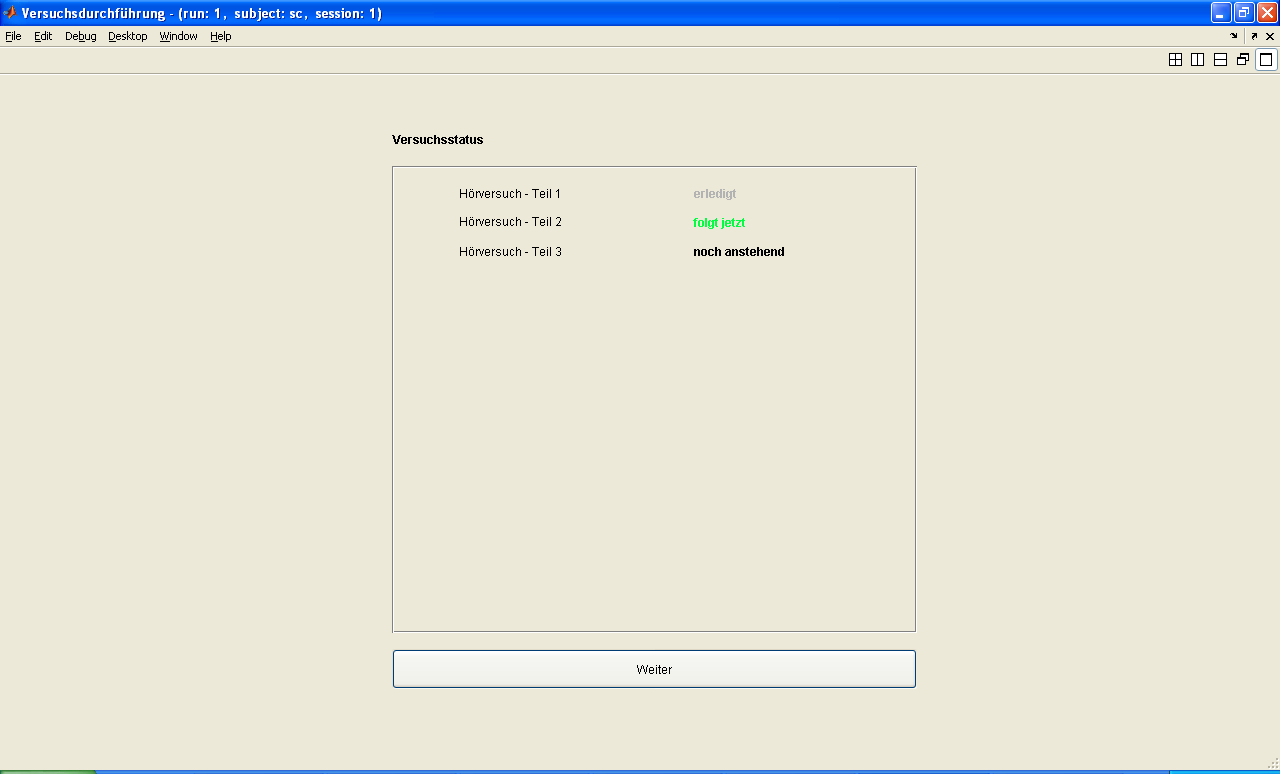 Versuchsdurchführung - (run: 1, subject: sc, session: 1)
File Edit Debug Desktop Window Help
Versuchsstatus
Hörversuch - Teil 1 erledigt
Hörversuch - Teil 2 folgt jetzt
Hörversuch - Teil 3 noch anstehend
Weiter